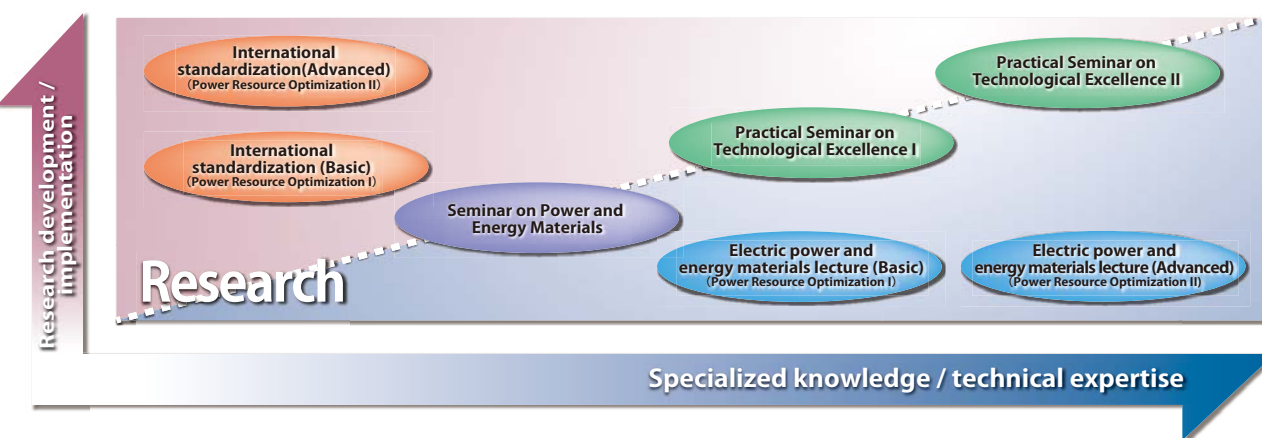 Research development /
implementation
International
standardization(Advanced)
(Power Resource Optimization II)
International
standardization (Basic)
(Power Resource Optimization I)
Seminar on Power and
Energy Materials
Practical Seminar on
Technological Excellence I
Practical Seminar on
Technological Excellence II
Electric power and
energy materials lecture (Basic)
(Power Resource Optimization I)
Electric power and
energy materials lecture (Advanced)
(Power Resource Optimization II)
Research
Specialized knowledge / technical expertise